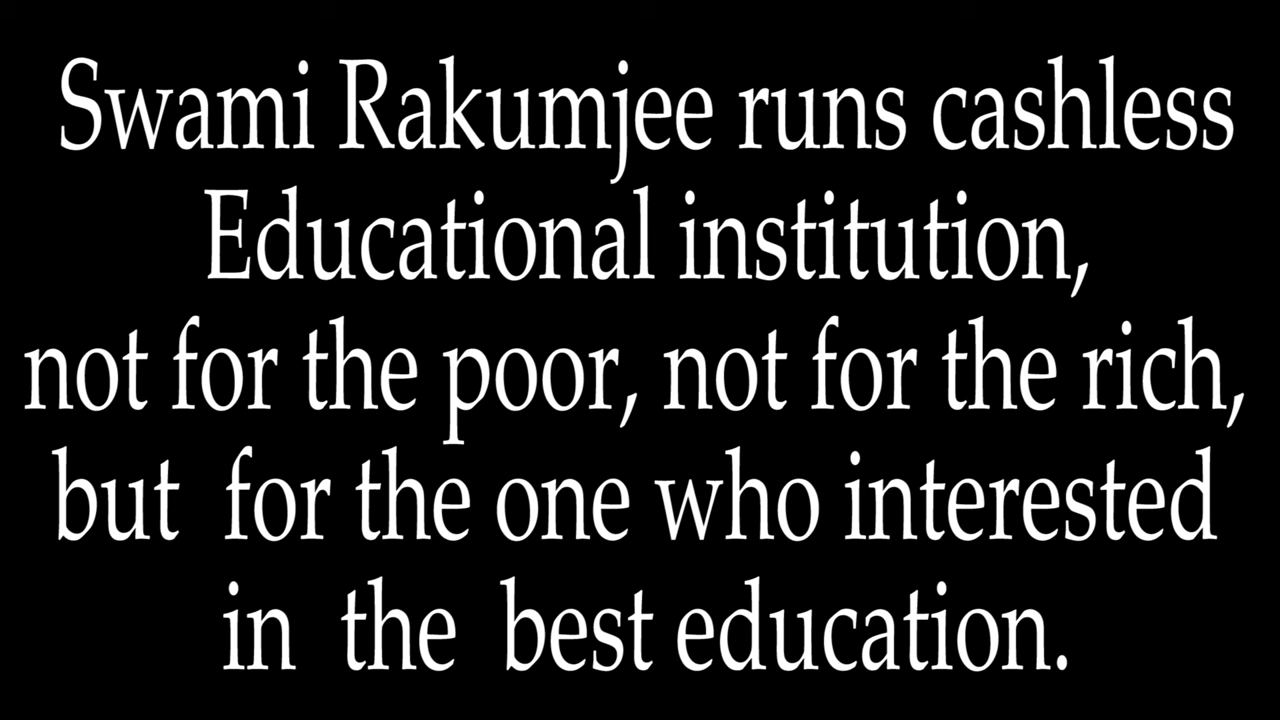 Swami Rakumjee runs cashless
Educational institution,
not for the poor, not for the rich,
but for the one who interested
in the best education.